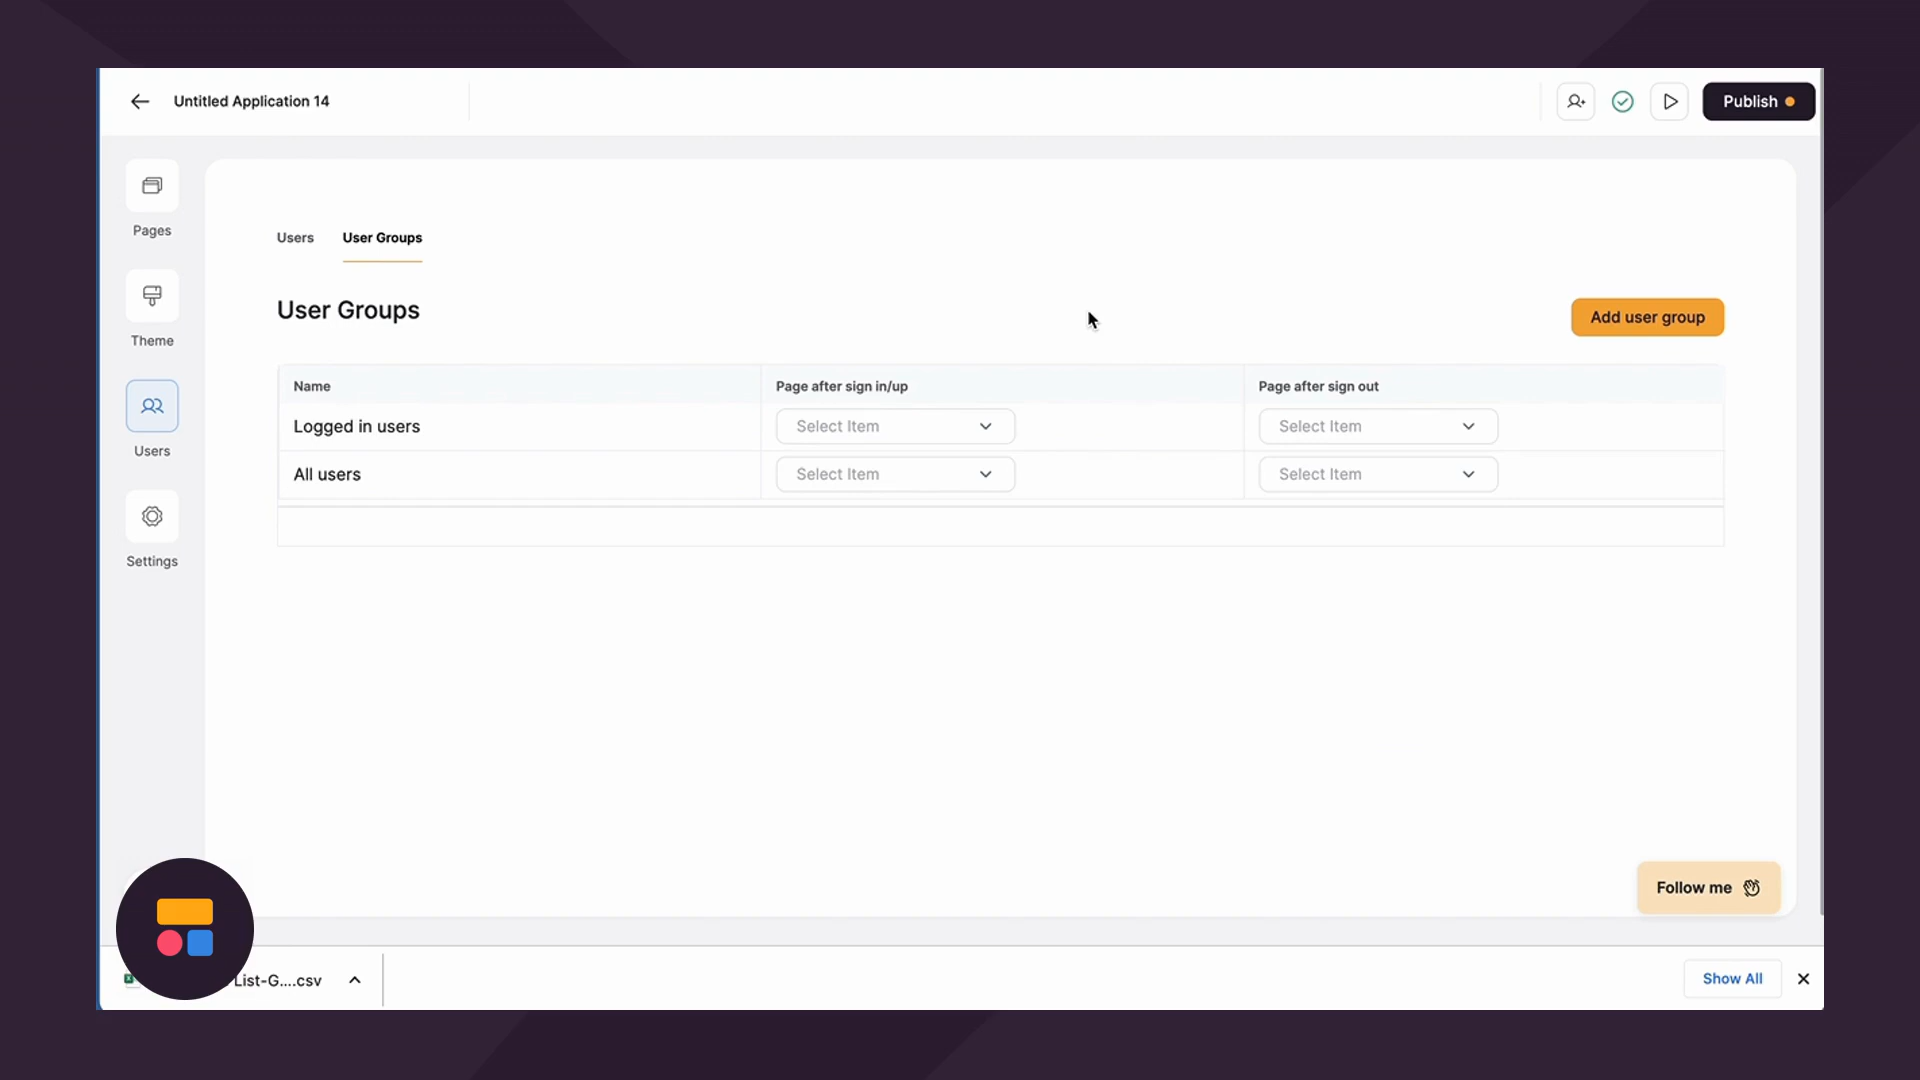 Untitled Application 14
Publish
Pages
Theme
Users
Settings
Users User Groups
User Groups
Add user group
Name Page after sign in/up Page after sign out
Logged in users Select Item Select Item
All users Select Item Select Item
Follow me
List-G....csv
Show All